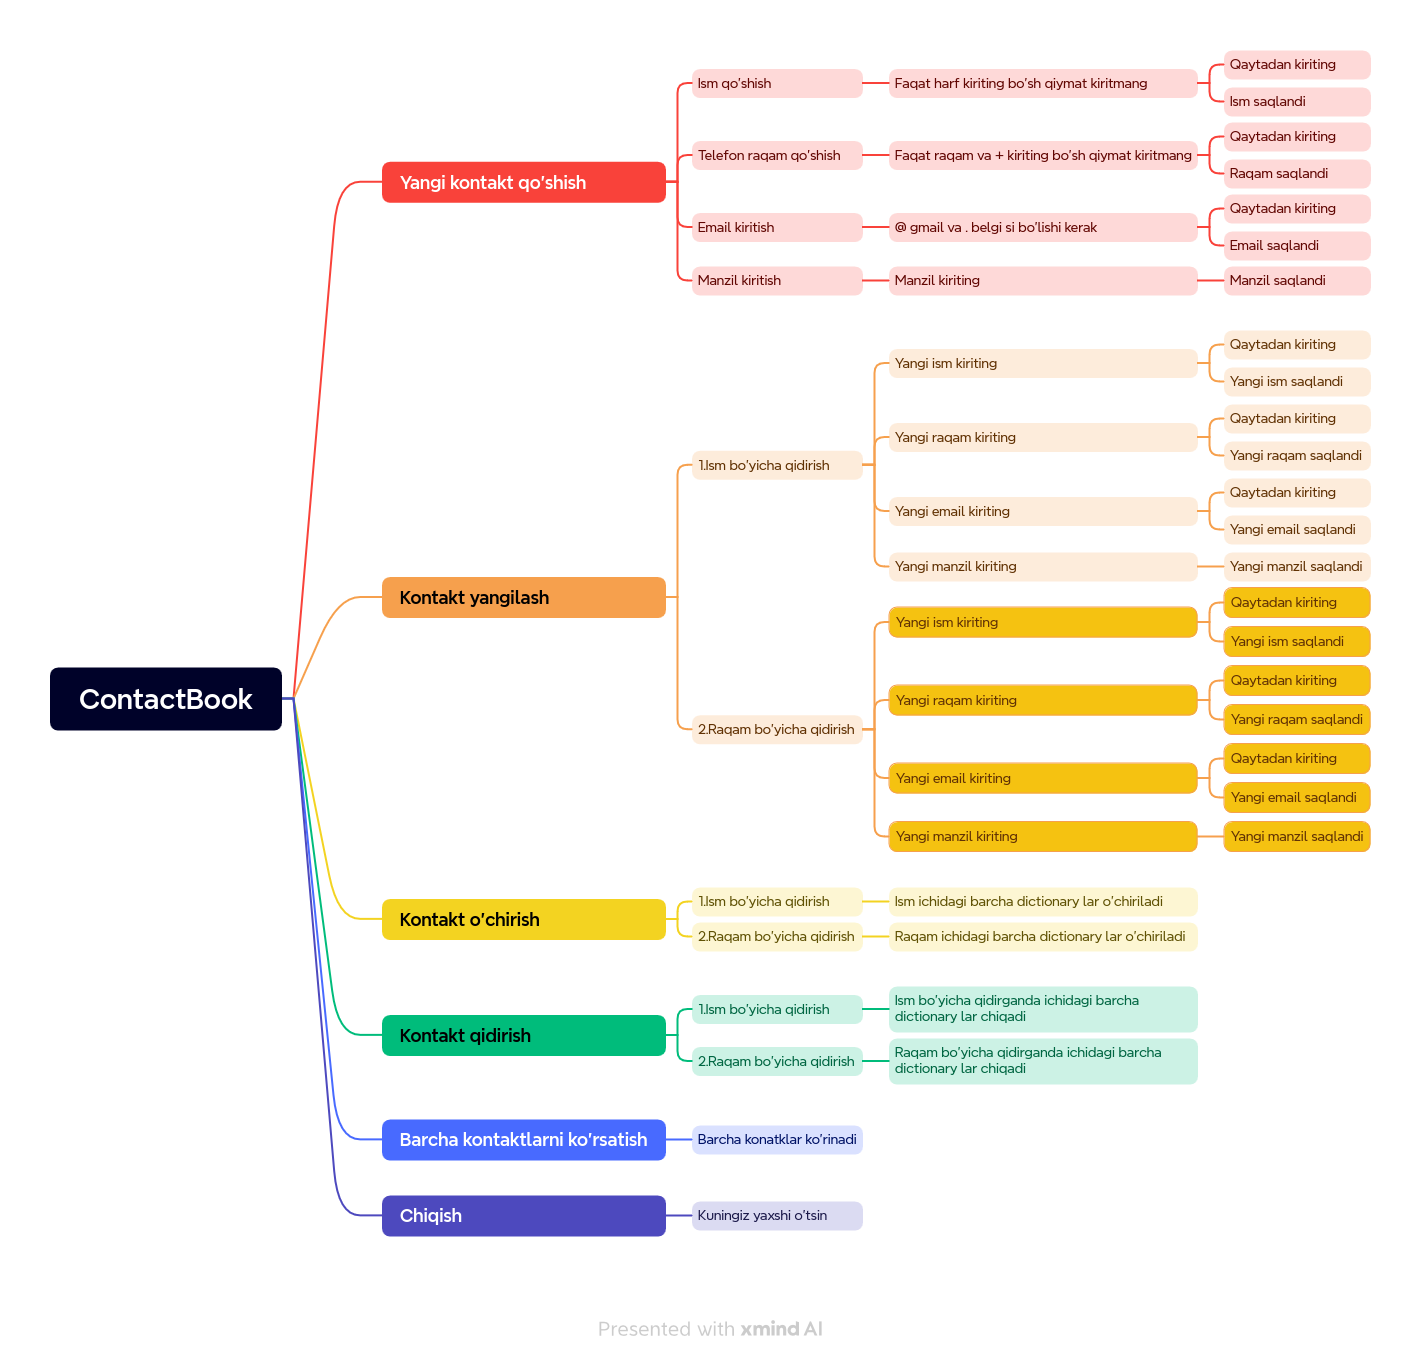 ContactBook
Yangi kontakt qo'shish
Ism qo'shish
Faqat harf kiriting bo'sh qiymat kiritmang
Qaytadan kiriting
Ism saqlandi
Telefon raqam qo'shish
Faqat raqam va + kiriting bo'sh qiymat kiritmang
Qaytadan kiriting
Raqam saqlandi
Email kiritish
@ gmail va . belgi si bo'lishi kerak
Qaytadan kiriting
Email saqlandi
Manzil kiritish
Manzil kiriting
Manzil saqlandi
Kontakt yangilash
1.Ism bo'yicha qidirish
Yangi ism kiriting
Qaytadan kiriting
Yangi ism saqlandi
Yangi raqam kiriting
Qaytadan kiriting
Yangi raqam saqlandi
Yangi email kiriting
Qaytadan kiriting
Yangi email saqlandi
Yangi manzil kiriting
Yangi manzil saqlandi
2.Raqam bo'yicha qidirish
Yangi ism kiriting
Qaytadan kiriting
Yangi ism saqlandi
Yangi raqam kiriting
Qaytadan kiriting
Yangi raqam saqlandi
Yangi email kiriting
Qaytadan kiriting
Yangi email saqlandi
Yangi manzil kiriting
Yangi manzil saqlandi
Kontakt o'chirish
1.Ism bo'yicha qidirish
Ism ichidagi barcha dictionary lar o'chiriladi
2.Raqam bo'yicha qidirish
Raqam ichidagi barcha dictionary lar o'chiriladi
Kontakt qidirish
1.Ism bo'yicha qidirish
Ism bo'yicha qidirganda ichidagi barcha
dictionary lar chiqadi
2.Raqam bo'yicha qidirish
Raqam bo'yicha qidirganda ichidagi barcha
dictionary lar chiqadi
Barcha kontaktlarni ko'rsatish
Barcha konatklar ko'rinadi
Chiqish
Kuningiz yaxshi o'tsin
Presented with xmind AI